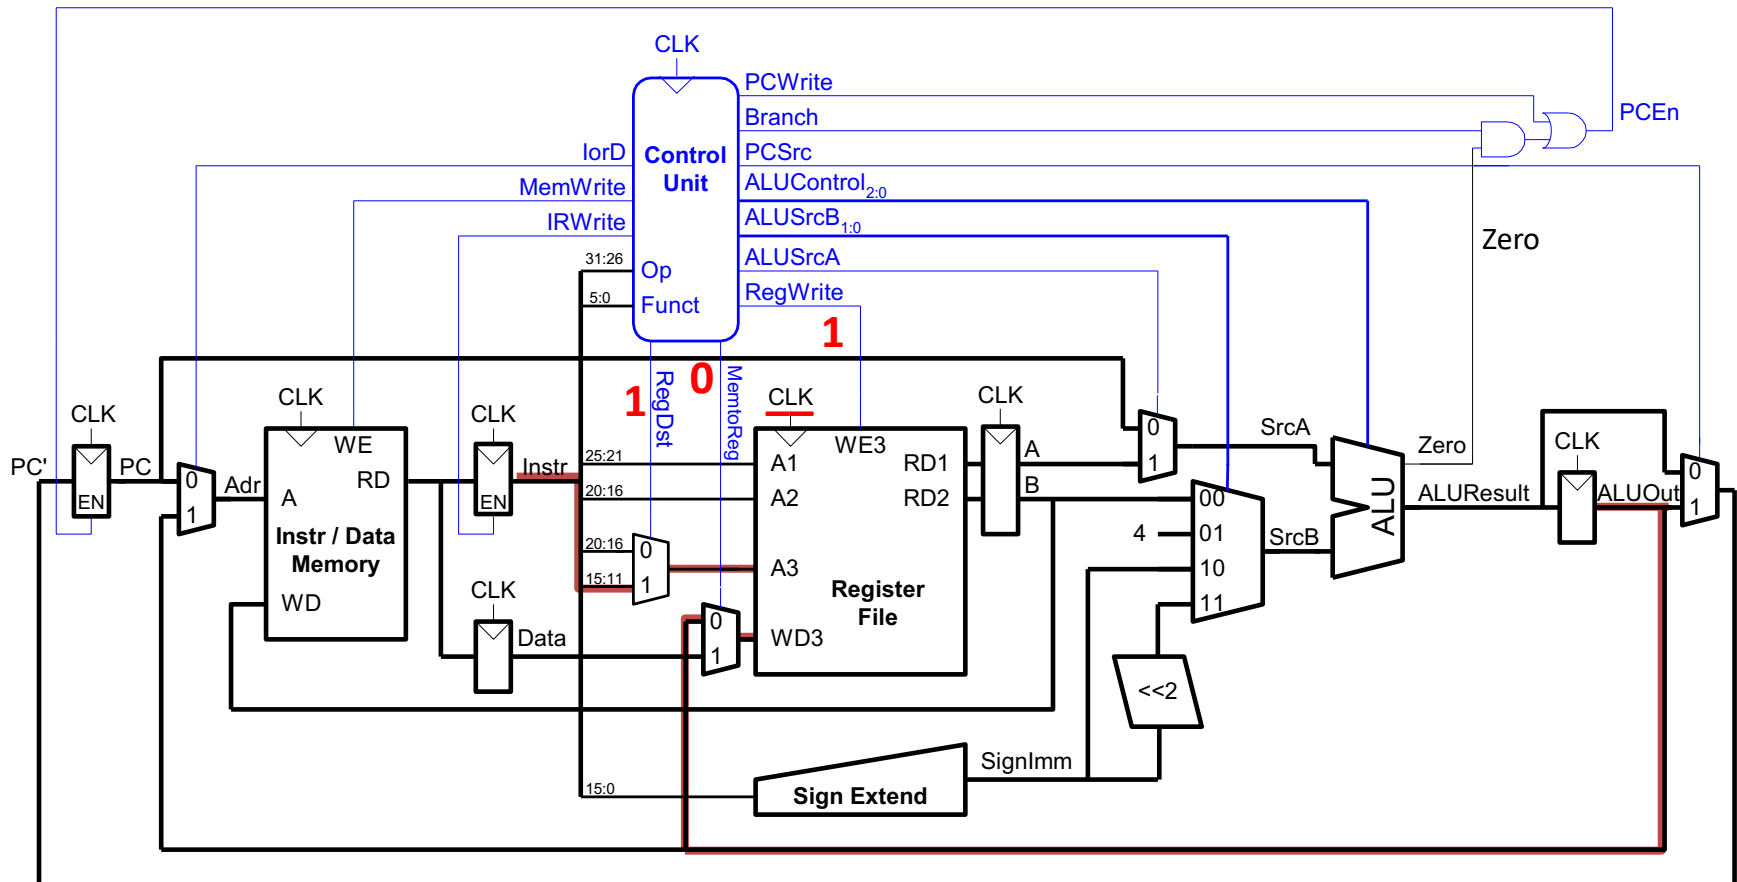 CLK
PCWrite
Branch
PCEn
IorD
Control
Unit
PCSrc
MemWrite
ALUControl2:0
IRWrite
ALUSrcB1:0
Zero
31:26
Op
ALUSrcA
5:0
Funct
RegWrite
1
0
1
RegDst
MemtoReg
CLK
CLK
CLK
CLK
CLK
CLK
WE
WE3
0
SrcA
Zero
PC'
PC
EN
0
1
Adr
A
RD
EN
Instr
25:21
A1
RD1
A
1
20:16
A2
RD2
B
00
ALU
ALUResult
ALUOut
0
1
Instr / Data
Memory
20:16
0
4
01
SrcB
15:11
1
A3
10
Register
File
11
WD
CLK
Data
0
1
WD3
<<2
SignImm
15:0
Sign Extend